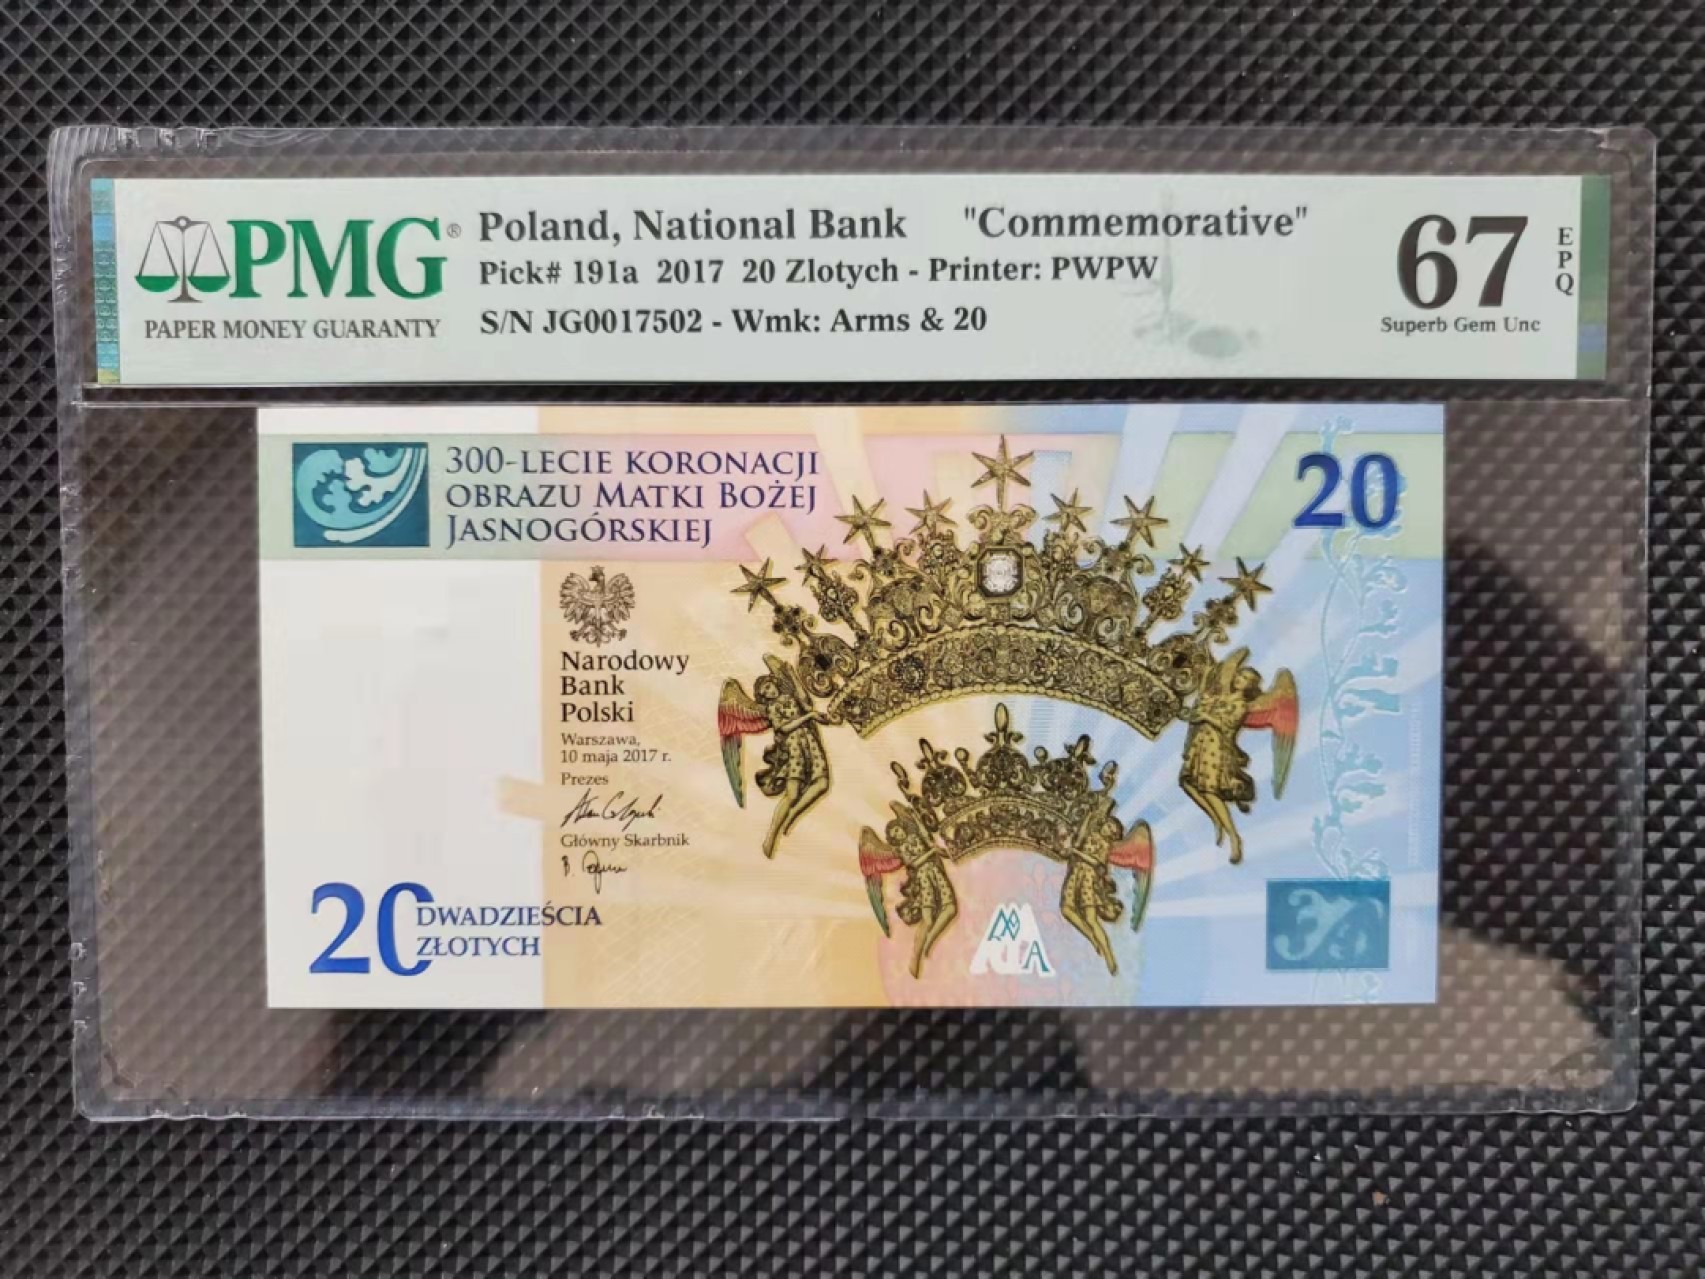 PMG®
PAPER MONEY GUARANTY
Poland, National Bank "Commemorative"
Pick# 191a 2017 20 Zlotych - Printer: PWPW
S/N JG0017502 - Wmk: Arms & 20
67
EPQ
Superb Gem Unc
300-LECIE KORONACJI
OBRAZU MATKI BOŻEJ
JASNOGÓRSKIEJ
20
Narodowy
Bank
Polski
Warszawa,
10 maja 2017 r.
Prezes
Główny Skarbnik
20 DWADZIEŚCIA
ZŁOTYCH